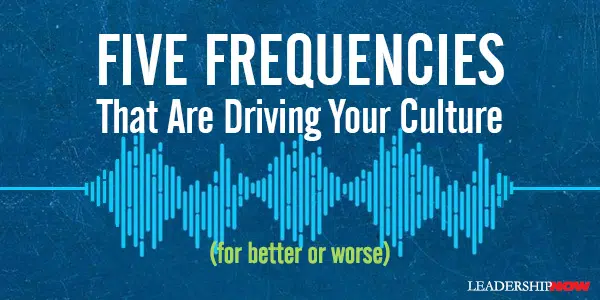 FIVE FREQUENCIES
That Are Driving Your Culture
(for better or worse)
LEADERSHIPNOW